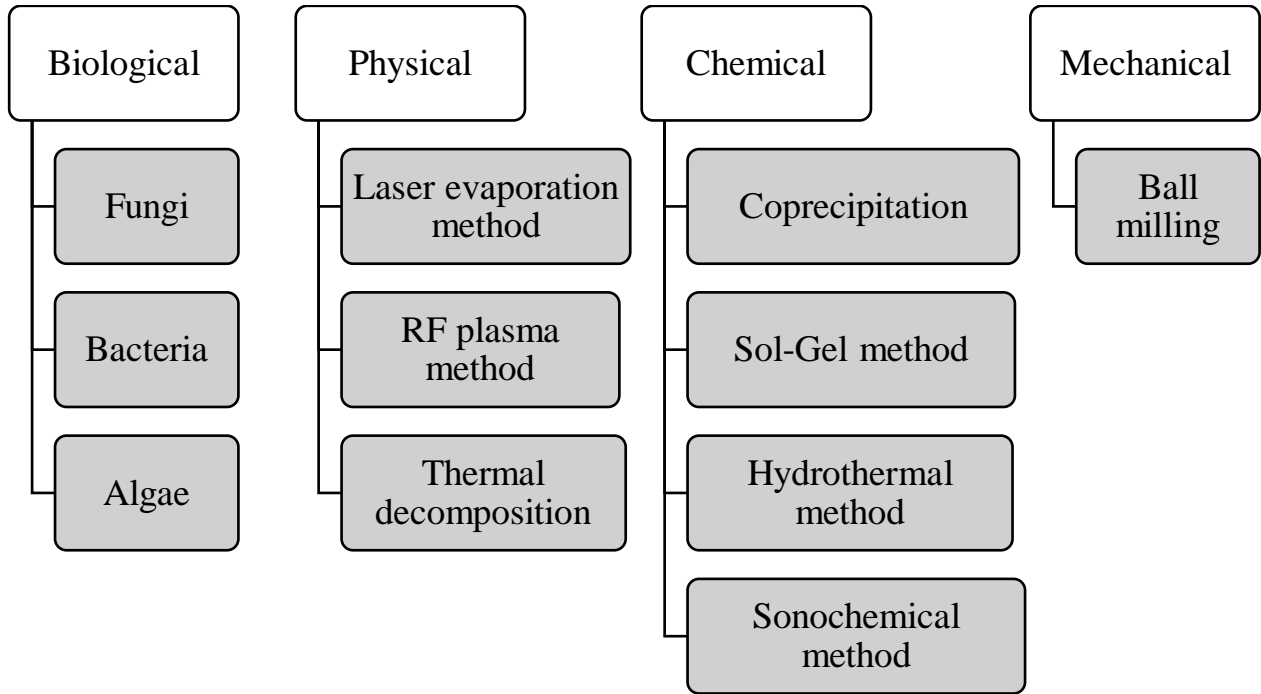 Biological
Fungi
Bacteria
Algae
Physical
Laser evaporation
method
RF plasma
method
Thermal
decomposition
Chemical
Coprecipitation
Sol-Gel method
Hydrothermal
method
Sonochemical
method
Mechanical
Ball
milling